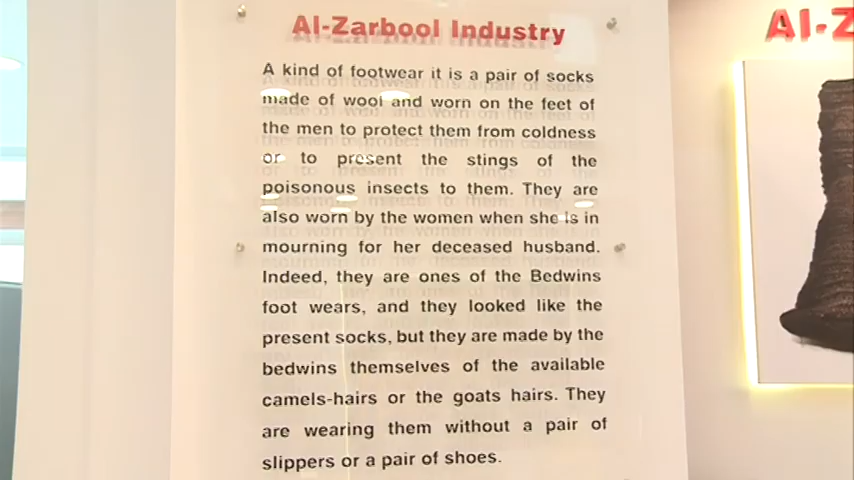 Al-Zarbool Industry
A kind of footwear it is a pair of socks
made of wool and worn on the feet of
the men to protect them from coldness
or to present the stings of the
poisonous insects to them. They are
also worn by the women when she is in
mourning for her deceased husband.
Indeed, they are ones of the Bedwins
foot wears, and they looked like the
present socks, but they are made by the
bedwins themselves of the available
camels-hairs or the goats hairs. They
are wearing them without a pair of
slippers or a pair of shoes.
Al-Z